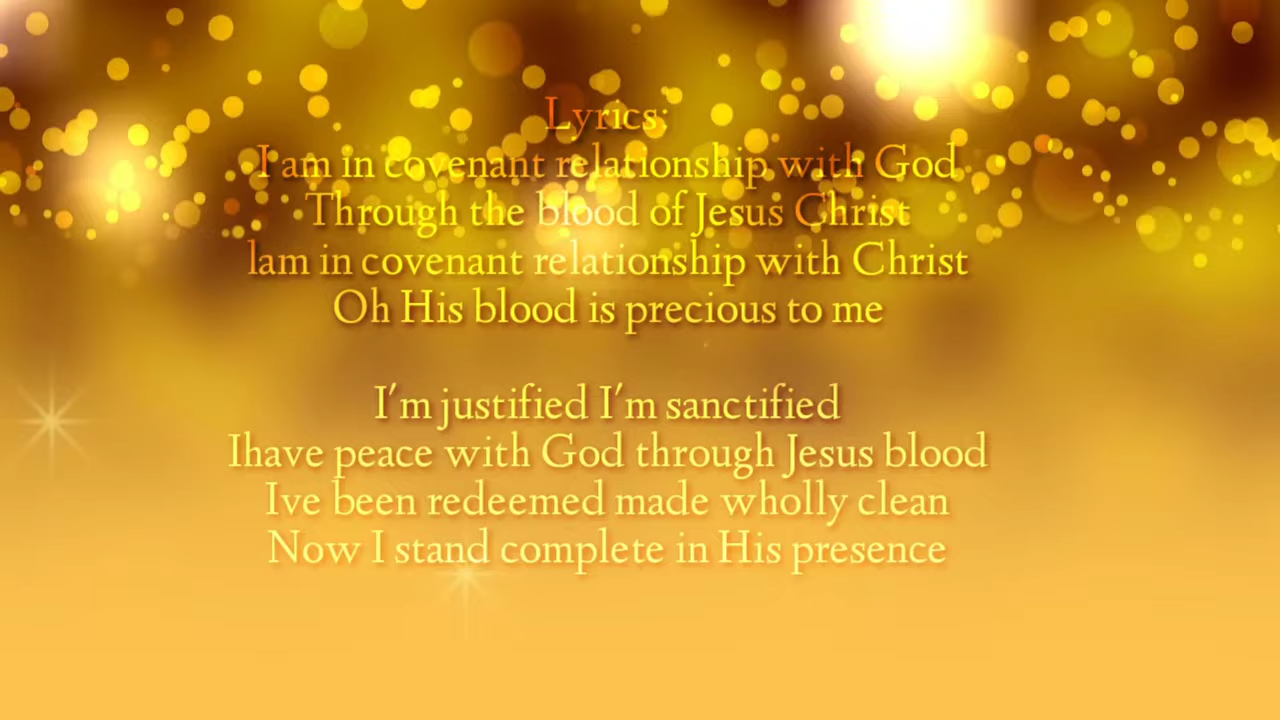 Lyrics;
I am in covenant relationship with God
Through the blood of Jesus Christ
lam in covenant relationship with Christ
Oh His blood is precious to me
I'm justified I'm sanctified
Ihave peace with God through Jesus blood
Ive been redeemed made wholly clean
Now I stand complete in His presence